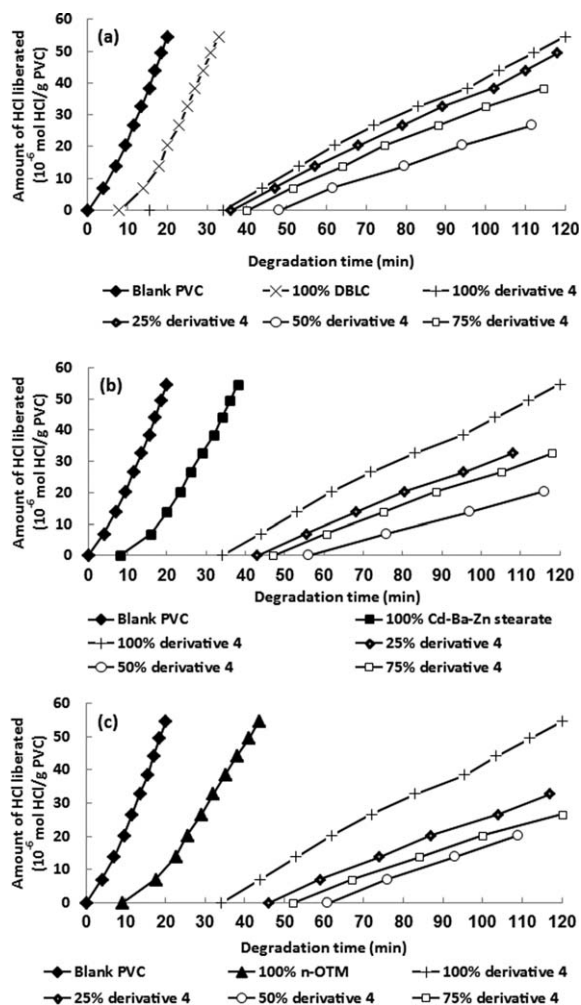 (a)
Amount of HCl liberated
(10⁻⁶ mol HCl/g PVC)
60
50
40
30
20
10
0
0 10 20 30 40 50 60 70 80 90 100 110 120
Degradation time (min)
Blank PVC 100% DBLC 100% derivative 4
25% derivative 4 50% derivative 4 75% derivative 4
(b)
Amount of HCl liberated
(10⁻⁶ mol HCl/g PVC)
60
50
40
30
20
10
0
0 10 20 30 40 50 60 70 80 90 100 110 120
Degradation time (min)
Blank PVC 100% Cd-Ba-Zn stearate
100% derivative 4 25% derivative 4
50% derivative 4 75% derivative 4
(c)
Amount of HCl liberated
(10⁻⁶ mol HCl/g PVC)
60
50
40
30
20
10
0
0 10 20 30 40 50 60 70 80 90 100 110 120
Degradation time (min)
Blank PVC 100% n-OTM 100% derivative 4
25% derivative 4 50% derivative 4 75% derivative 4